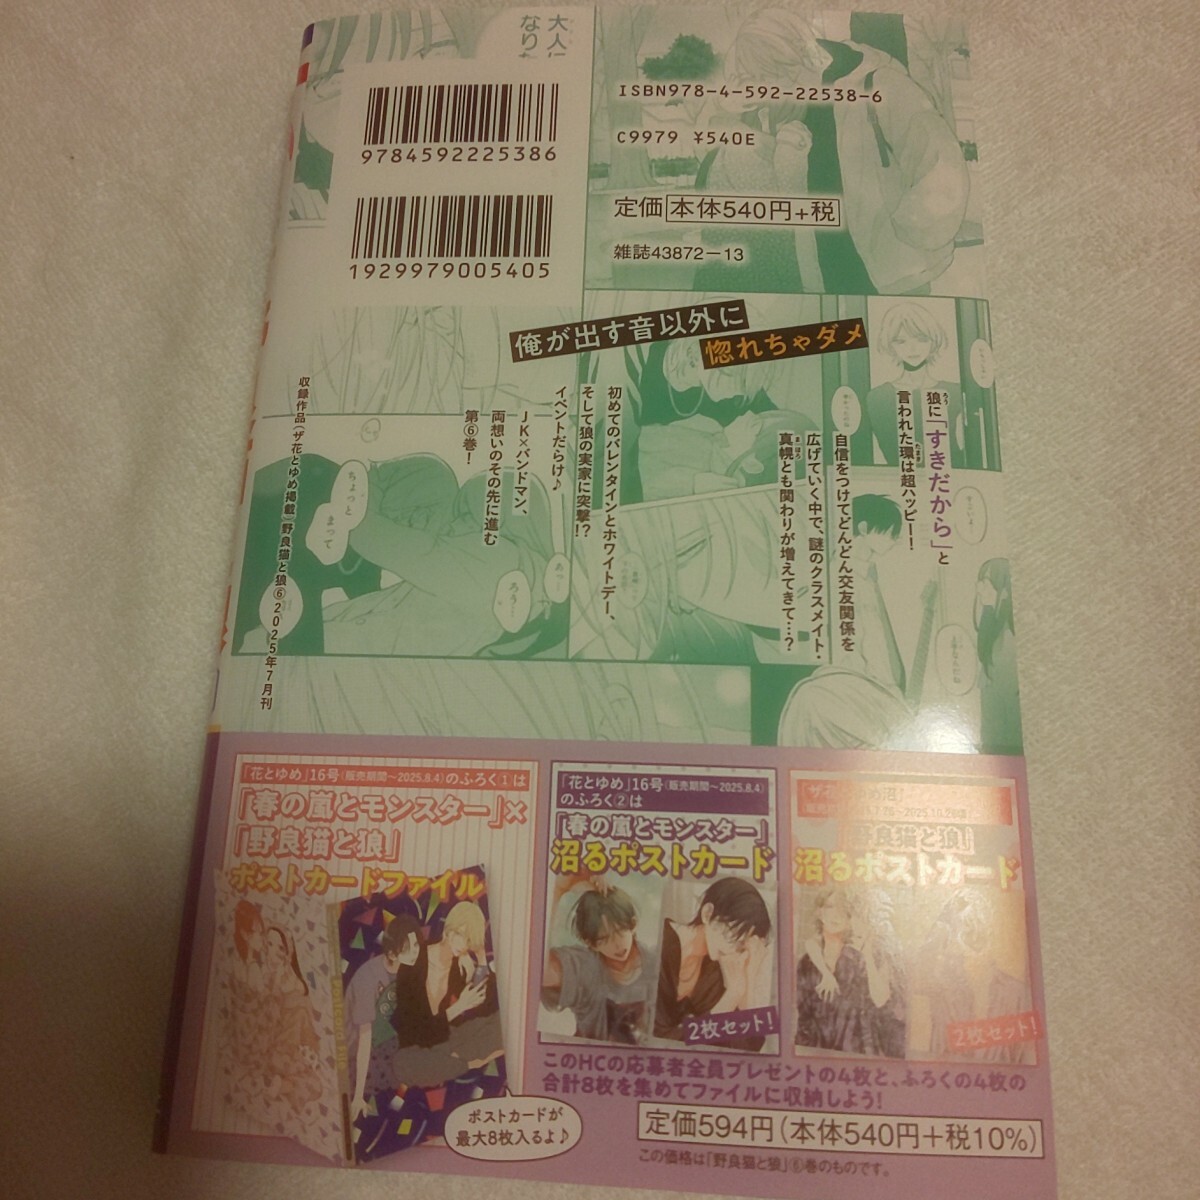 大人に
なりた
9784592225386
1929979005405
ISBN978-4-592-22538-6
C9979 ¥540E
定価 本体540円+税
雑誌43872-13
俺が出す音以外に
惚れちゃダメ
狼に「すきだから」と
言われた環は超ハッピー!
自信をつけてどんどん交友関係を
広げていく中で、謎のクラスメイト・
真幌とも関わりが増えてきて…?
初めてのバレンタインとホワイトデー、
そして狼の実家に突撃!?
イベントだらけ♪
JK×バンドマン、
両想いのその先に進む
第⑥巻!
収録作品(ザ花とゆめ掲載)野良猫と狼⑥2025年7月刊
ちょっと
まって
あっ
ろう…
「花とゆめ」16号(販売期間~2025.8.4)のふろく①は
「春の嵐とモンスター」×
「野良猫と狼」
ポストカードファイル
ポストカードが
最大8枚入るよ♪
「花とゆめ」16号(販売期間~2025.8.4)
のふろく②は
「春の嵐とモンスター」
沼るポストカード
2枚セット!
「野良猫と狼」
沼るポストカード
2枚セット!
このHCの応募者全員プレゼントの4枚と、ふろくの4枚の
合計8枚を集めてファイルに収納しよう!
定価594円(本体540円+税10%)
この価格は「野良猫と狼」⑥巻のものです。